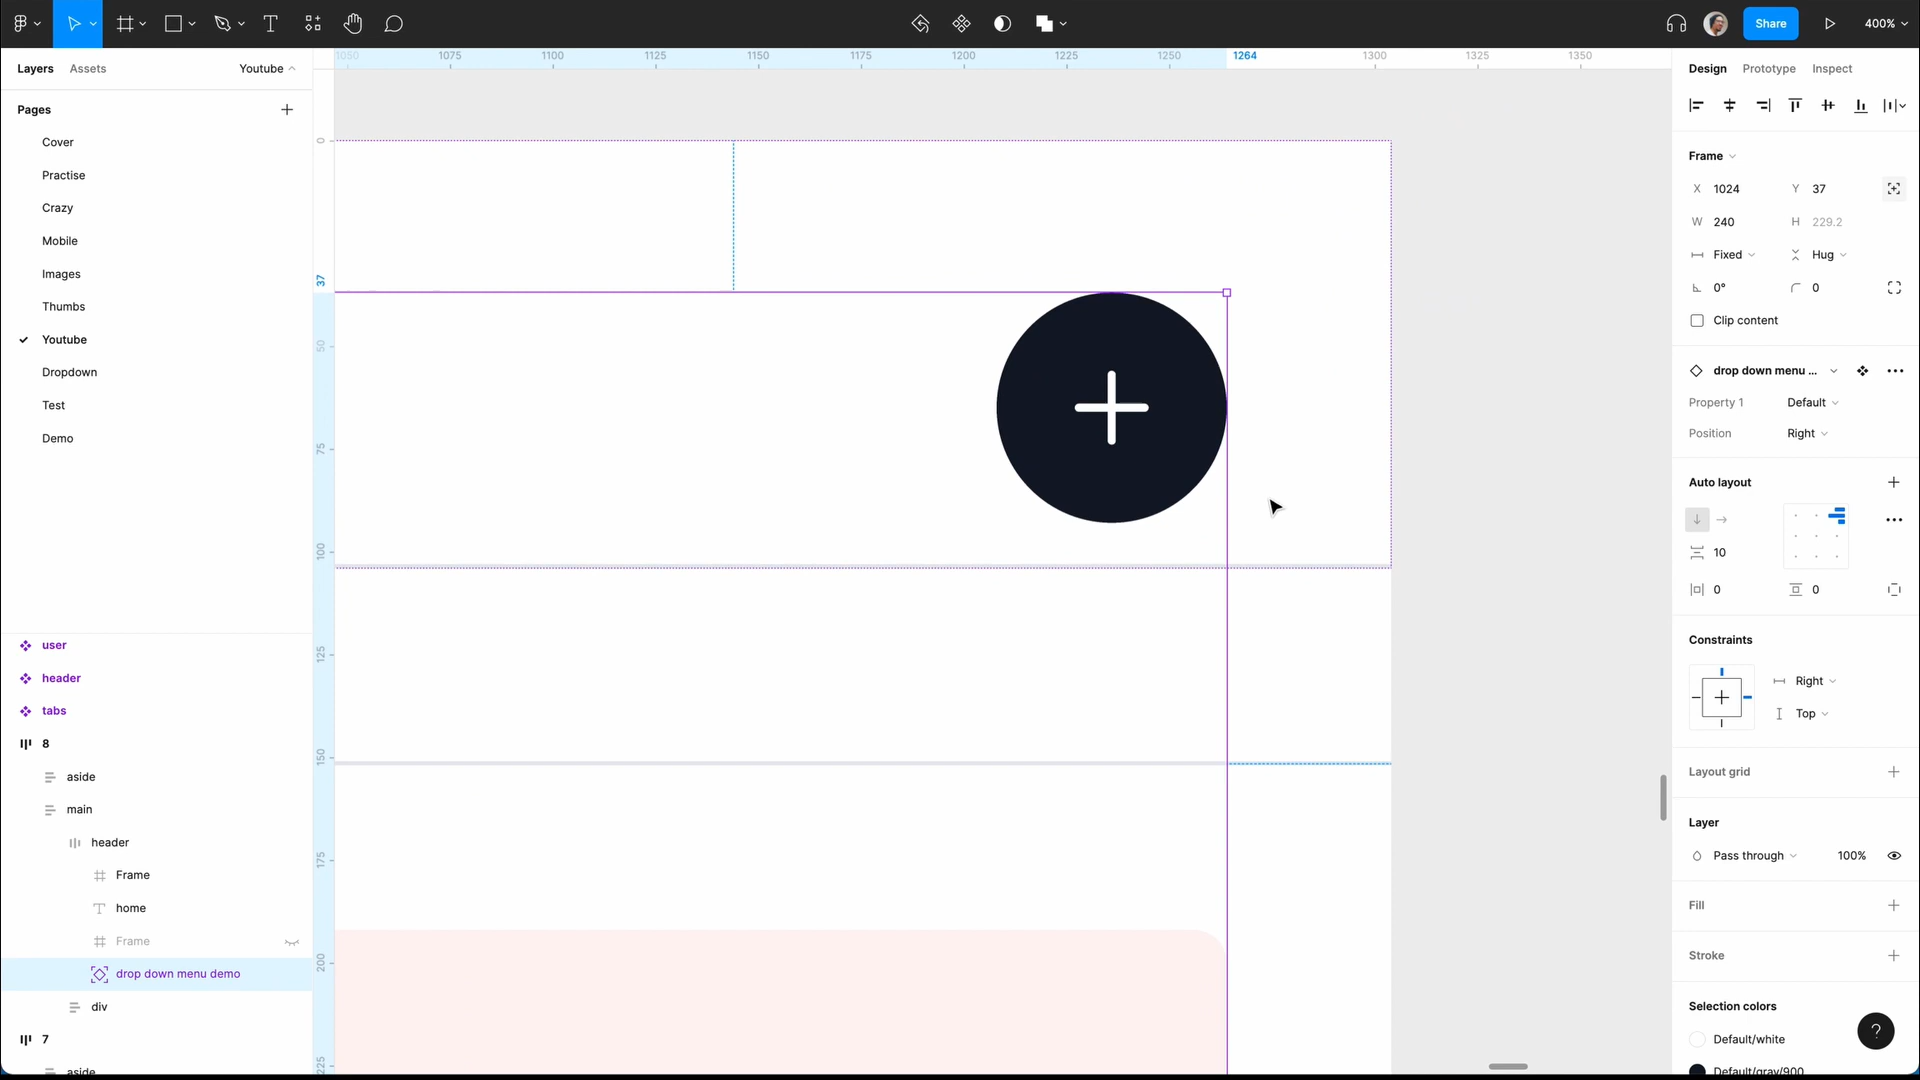 Share
400%
Layers
Assets
Youtube
Pages
Cover
Practise
Crazy
Mobile
Images
Thumbs
Youtube
Dropdown
Test
Demo
user
header
tabs
8
aside
main
header
Frame
home
Frame
drop down menu demo
div
7
aside
1050 1075 1100 1125 1150 1175 1200 1225 1250 1264 1300 1325 1350
0
37
50
75
100
125
150
175
200
225
Design
Prototype
Inspect
Frame
X 1024
Y 37
W 240
H 229.2
Fixed
Hug
0°
0
Clip content
drop down menu ...
Property 1
Default
Position
Right
Auto layout
10
0
0
Constraints
Right
Top
Layout grid
Layer
Pass through
100%
Fill
Stroke
Selection colors
Default/white
Default/gray/900
?